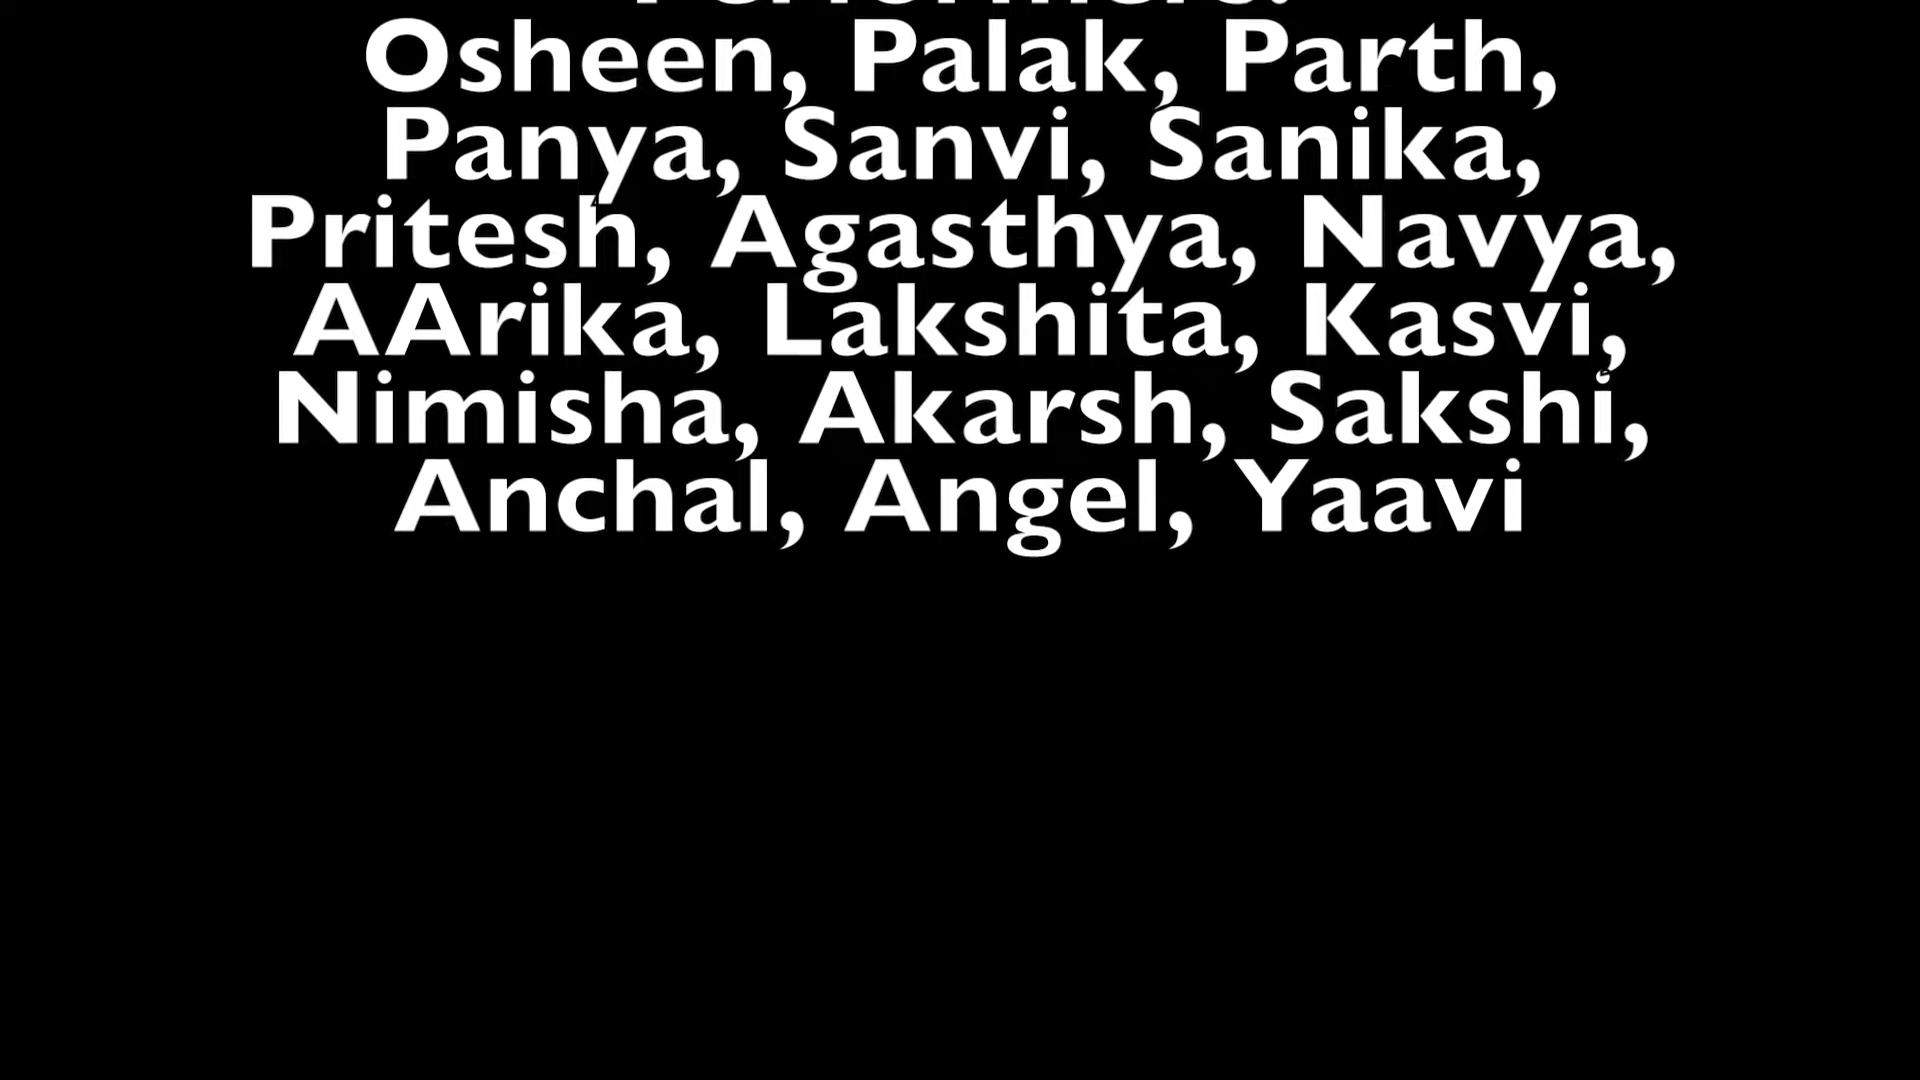 Osheen, Palak, Parth,
Panya, Sanvi, Sanika,
Pritesh, Agasthya, Navya,
AArika, Lakshita, Kasvi,
Nimisha, Akarsh, Sakshi,
Anchal, Angel, Yaavi